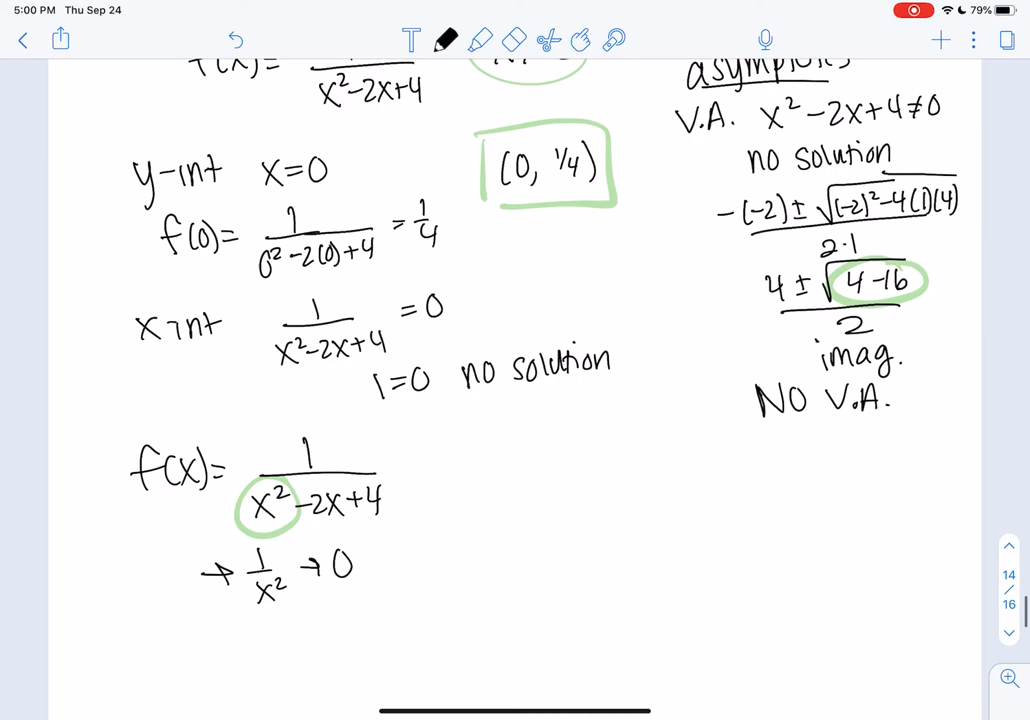 5:00 PM Thu Sep 24
79%
f(x)=
x²-2x+4
y-int x=0
(0, 1/4)
f(0)= 1/(0²-2(0)+4) = 1/4
x-int 1/(x²-2x+4) = 0
1=0 no solution
f(x)= 1/(x²-2x+4)
→ 1/x² → 0
asymptotes
V.A. x²-2x+4≠0
no solution
-(-2) ± √((-2)²-4(1)(4))
2·1
4 ± √(4-16)
2
imag.
NO V.A.
14
/
16